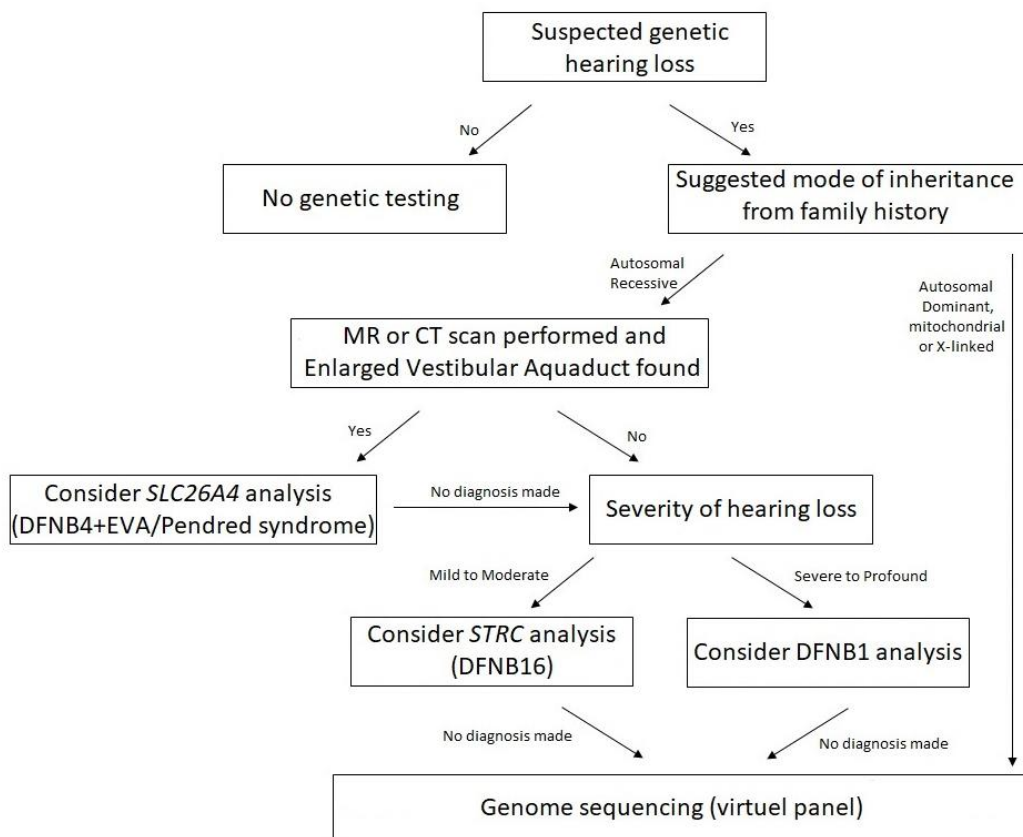 Suspected genetic
hearing loss
No
Yes
No genetic testing
Suggested mode of inheritance
from family history
Autosomal
Recessive
Autosomal
Dominant,
mitochondrial
or X-linked
MR or CT scan performed and
Enlarged Vestibular Aquaduct found
Yes
No
Consider SLC26A4 analysis
(DFNB4+EVA/Pendred syndrome)
No diagnosis made
Severity of hearing loss
Mild to Moderate
Severe to Profound
Consider STRC analysis
(DFNB16)
Consider DFNB1 analysis
No diagnosis made
No diagnosis made
Genome sequencing (virtuel panel)